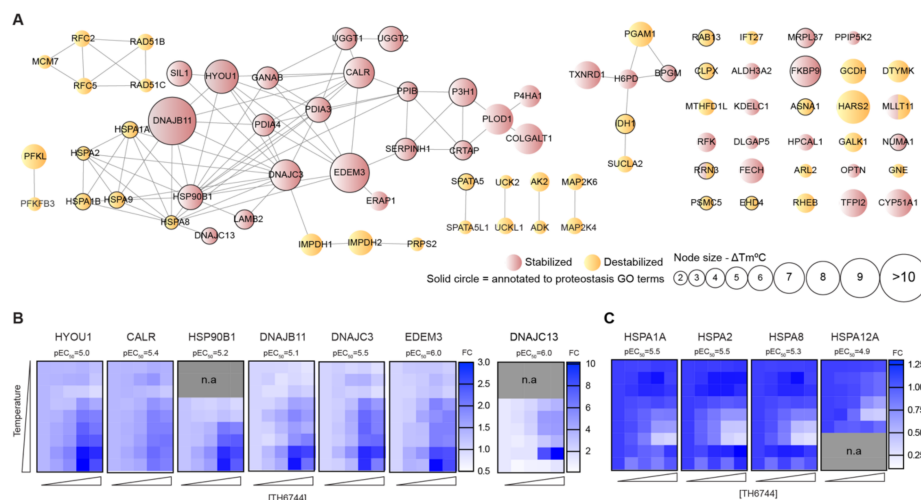 A
RFC2
RAD51B
MCM7
RFC5
RAD51C
SIL1
HYOU1
GANAB
UGGT1
UGGT2
CALR
DNAJB11
HSPA1A
HSPA2
HSPA1B
HSPA9
HSPA8
HSP90B1
DNAJC13
LAMB2
PDIA4
PDIA3
DNAJC3
EDEM3
ERAP1
PPIB
P3H1
P4HA1
PLOD1
COLGALT1
SERPINH1
CRTAP
PFKL
PFKFB3
IMPDH1
IMPDH2
PRPS2
SPATA5
UCK2
AK2
MAP2K6
SPATA5L1
UCKL1
ADK
MAP2K4
PGAM1
TXNRD1
H6PD
BPGM
IDH1
SUCLA2
RAB13
IFT27
MRPL37
PPIP5K2
CLPX
ALDH3A2
FKBP9
GCDH
DTYMK
MTHFD1L
KDELC1
ASNA1
HARS2
MLLT11
RFK
DLGAP5
HPCAL1
GALK1
NUMA1
RRN3
FECH
ARL2
OPTN
GNE
PSMC5
EHD4
RHEB
TFPI2
CYP51A1
Stabilized
Destabilized
Solid circle = annotated to proteostasis GO terms
Node size - ΔTmºC
2 3 4 5 6 7 8 9 >10
B
HYOU1 CALR HSP90B1 DNAJB11 DNAJC3 EDEM3 DNAJC13
pEC50=5.0 pEC50=5.4 pEC50=5.2 pEC50=5.1 pEC50=5.5 pEC50=6.0 FC pEC50=6.0 FC
n.a
n.a
Temperature
3.0
2.5
2.0
1.5
1.0
0.5
10
8
6
4
2
0
[TH6744]
C
HSPA1A HSPA2 HSPA8 HSPA12A
pEC50=5.5 pEC50=5.5 pEC50=5.3 pEC50=4.9 FC
n.a
1.25
1.00
0.75
0.50
0.25
[TH6744]